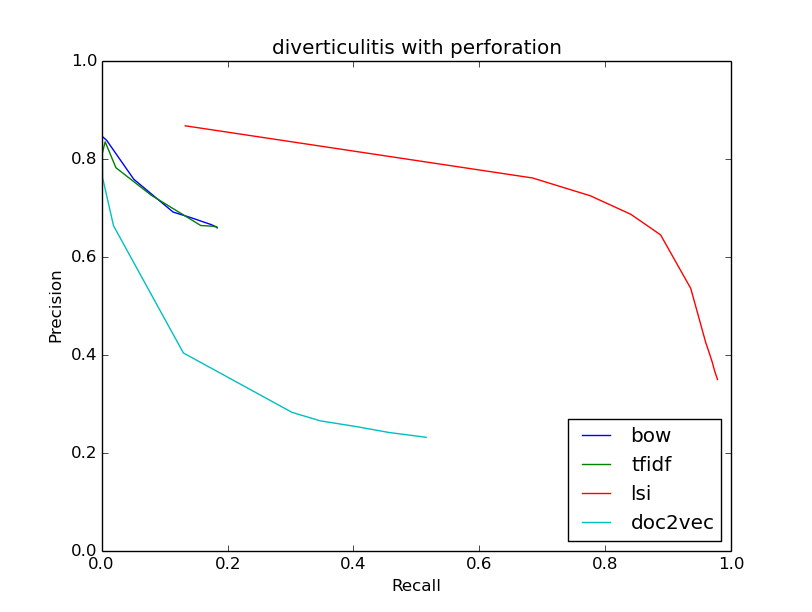 diverticulitis with perforation
1.0
0.8
0.6
0.4
0.2
0.0
Precision
0.0 0.2 0.4 0.6 0.8 1.0
Recall
bow
tfidf
lsi
doc2vec